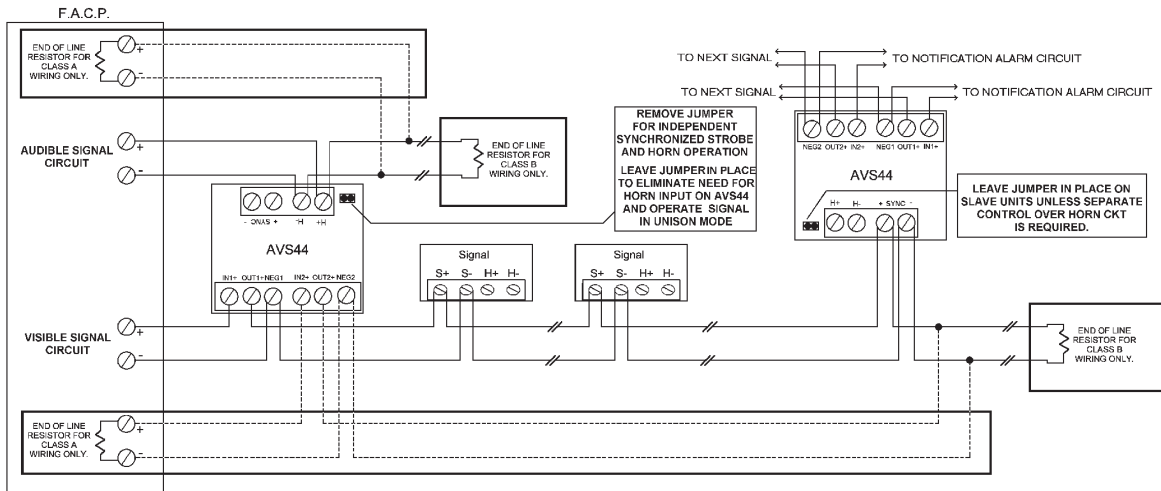 F.A.C.P.
END OF LINE
RESISTOR FOR
CLASS A
WIRING ONLY.
+
-
AUDIBLE SIGNAL
CIRCUIT
+
-
END OF LINE
RESISTOR FOR
CLASS B
WIRING ONLY.
REMOVE JUMPER
FOR INDEPENDENT
SYNCHRONIZED STROBE
AND HORN OPERATION
LEAVE JUMPER IN PLACE
TO ELIMINATE NEED FOR
HORN INPUT ON AVS44
AND OPERATE SIGNAL
IN UNISON MODE
TO NEXT SIGNAL
TO NOTIFICATION ALARM CIRCUIT
TO NEXT SIGNAL
TO NOTIFICATION ALARM CIRCUIT
NEG2 OUT2+ IN2+ NEG1 OUT1+ IN1+
AVS44
H+ H- + SYNC -
LEAVE JUMPER IN PLACE ON
SLAVE UNITS UNLESS SEPARATE
CONTROL OVER HORN CKT
IS REQUIRED.
- SYNC + H- H+
AVS44
IN1+ OUT1+ NEG1 IN2+ OUT2+ NEG2
Signal
S+ S- H+ H-
Signal
S+ S- H+ H-
VISIBLE SIGNAL
CIRCUIT
+
-
END OF LINE
RESISTOR FOR
CLASS B
WIRING ONLY.
END OF LINE
RESISTOR FOR
CLASS A
WIRING ONLY.
+
-